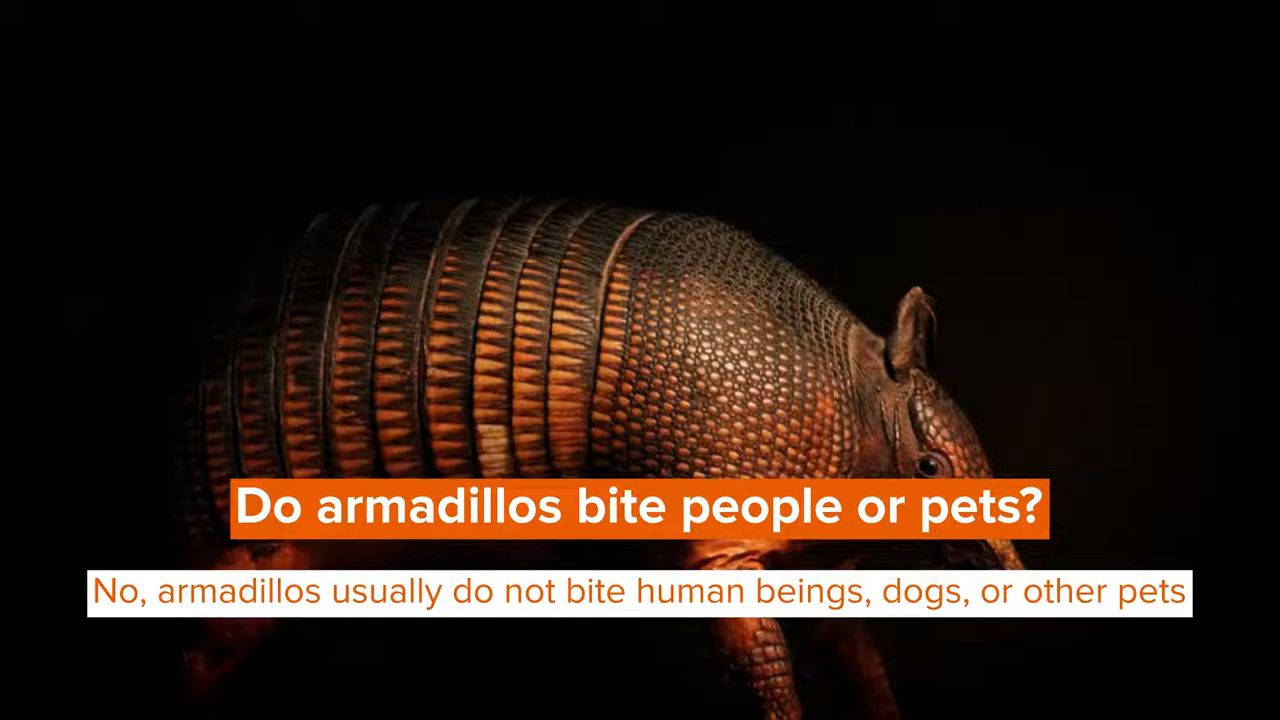 Do armadillos bite people or pets?
No, armadillos usually do not bite human beings, dogs, or other pets